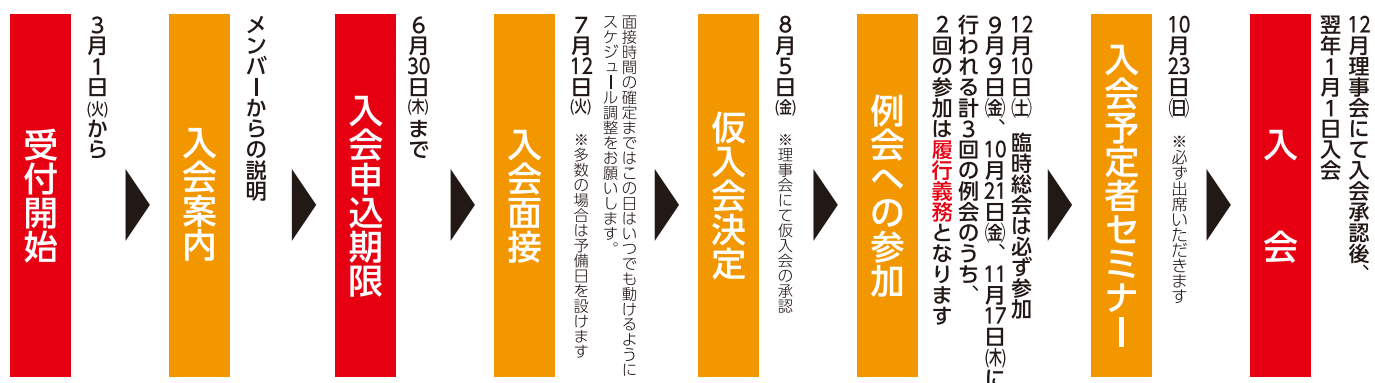 受付開始
3月1日(火)から
入会案内
メンバーからの説明
入会申込期限
6月30日(木)まで
入会面接
7月12日(火) ※多数の場合は予備日を設けます
面接時間の確定まではこの日はいつでも動けるように
スケジュール調整をお願いします。
仮入会決定
8月5日(金) ※理事会にて仮入会の承認
例会への参加
12月10日(土) 臨時総会は必ず参加
9月9日(金)、10月21日(金)、11月17日(木)に
行われる計3回の例会のうち、
2回の参加は履行義務となります
入会予定者セミナー
10月23日(日) ※必ず出席いただきます
入会
12月理事会にて入会承認後、
翌年1月1日入会